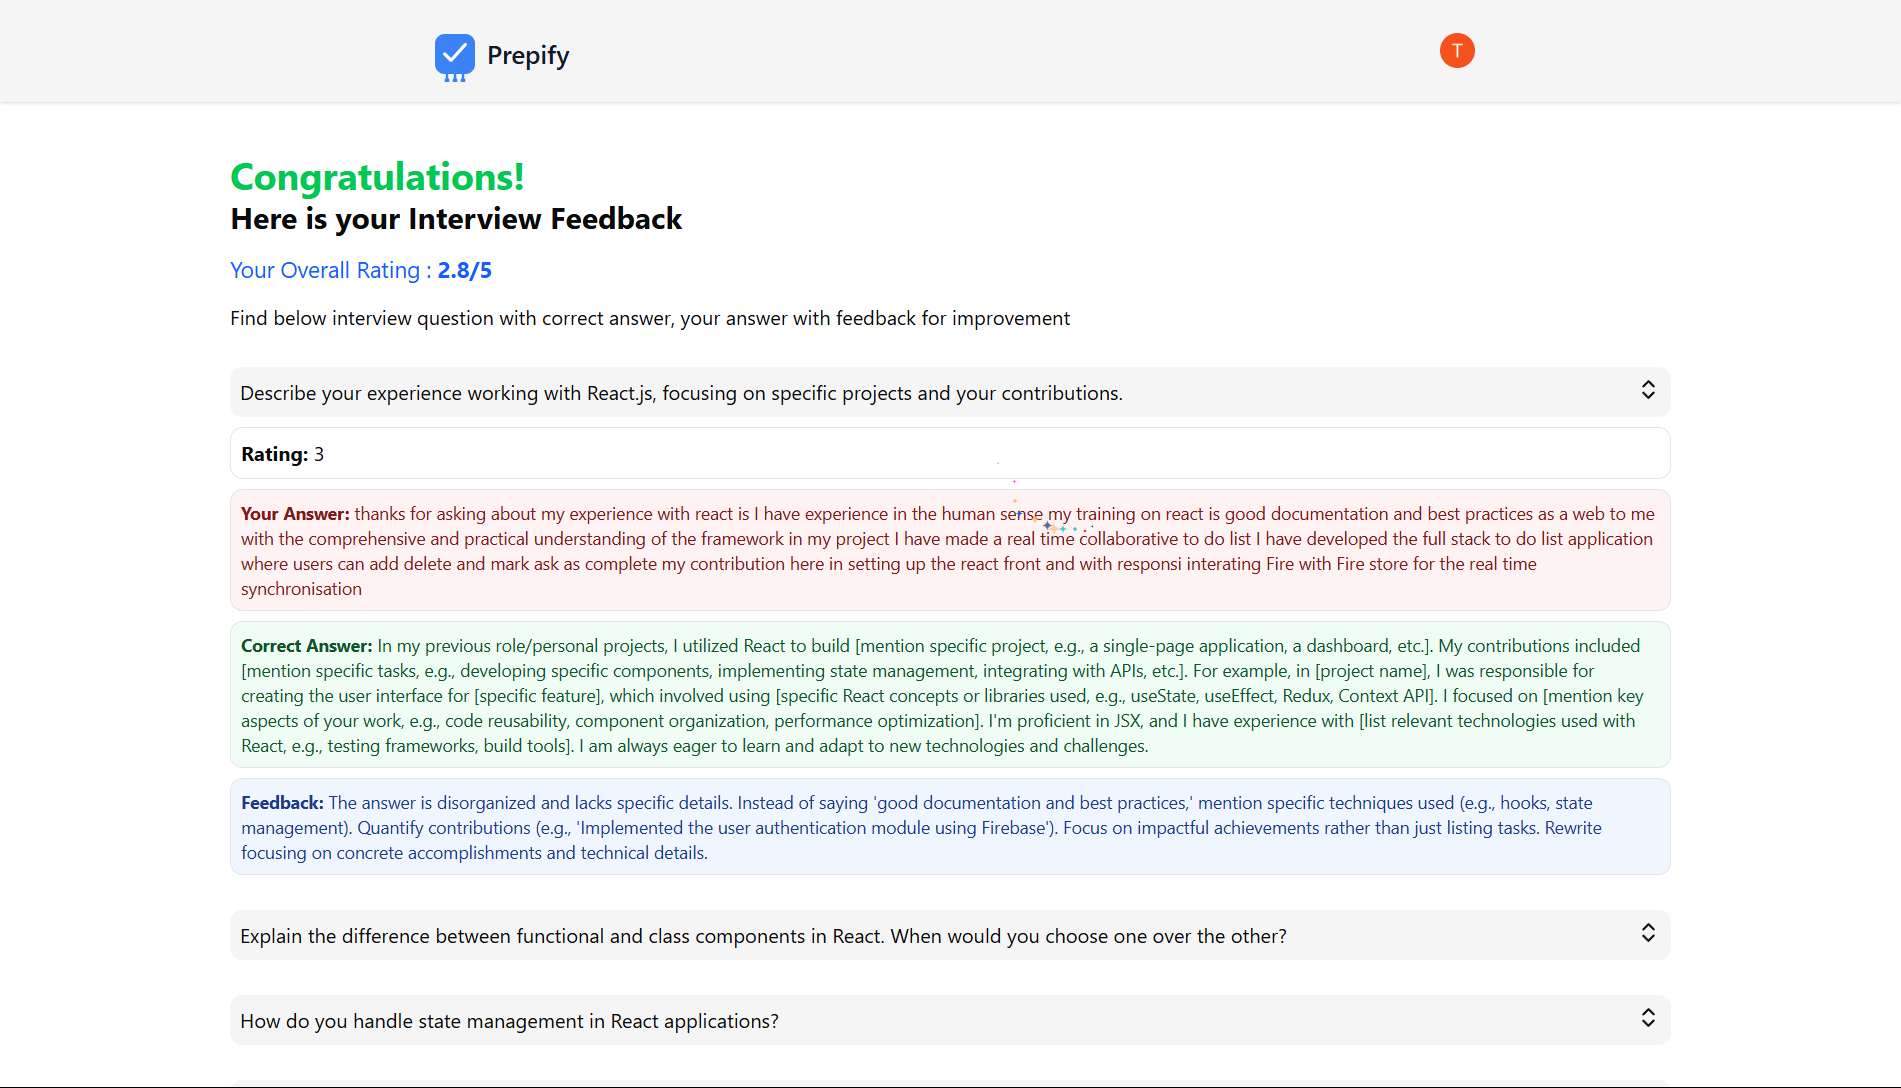 Prepify
T
Congratulations!
Here is your Interview Feedback
Your Overall Rating : 2.8/5
Find below interview question with correct answer, your answer with feedback for improvement
Describe your experience working with React.js, focusing on specific projects and your contributions.
Rating: 3
Your Answer: thanks for asking about my experience with react is I have experience in the human sense my training on react is good documentation and best practices as a web to me
with the comprehensive and practical understanding of the framework in my project I have made a real time collaborative to do list I have developed the full stack to do list application
where users can add delete and mark ask as complete my contribution here in setting up the react front and with responsi interating Fire with Fire store for the real time
synchronisation
Correct Answer: In my previous role/personal projects, I utilized React to build [mention specific project, e.g., a single-page application, a dashboard, etc.]. My contributions included
[mention specific tasks, e.g., developing specific components, implementing state management, integrating with APIs, etc.]. For example, in [project name], I was responsible for
creating the user interface for [specific feature], which involved using [specific React concepts or libraries used, e.g., useState, useEffect, Redux, Context API]. I focused on [mention key
aspects of your work, e.g., code reusability, component organization, performance optimization]. I'm proficient in JSX, and I have experience with [list relevant technologies used with
React, e.g., testing frameworks, build tools]. I am always eager to learn and adapt to new technologies and challenges.
Feedback: The answer is disorganized and lacks specific details. Instead of saying 'good documentation and best practices,' mention specific techniques used (e.g., hooks, state
management). Quantify contributions (e.g., 'Implemented the user authentication module using Firebase'). Focus on impactful achievements rather than just listing tasks. Rewrite
focusing on concrete accomplishments and technical details.
Explain the difference between functional and class components in React. When would you choose one over the other?
How do you handle state management in React applications?